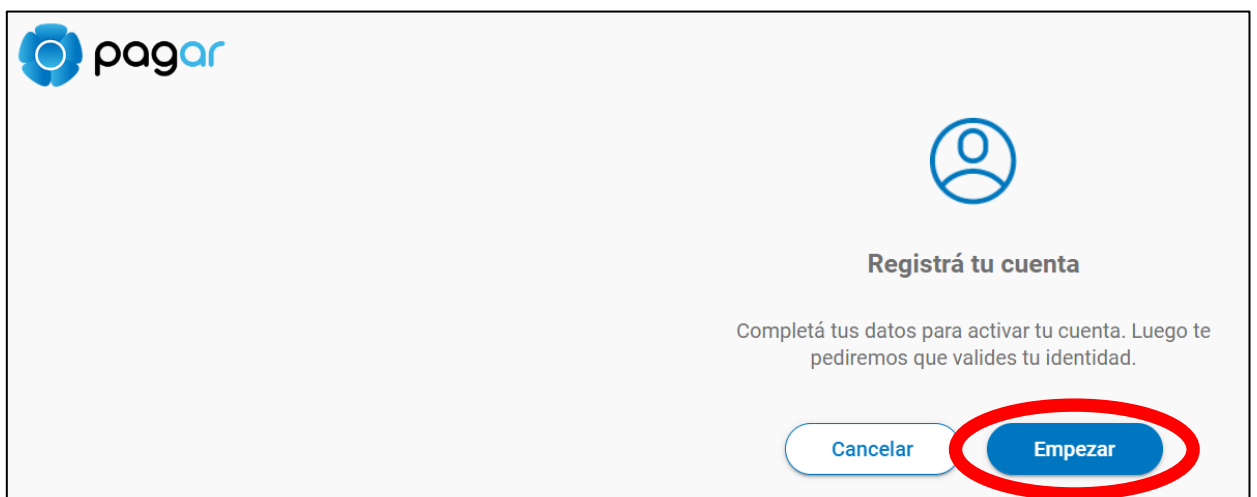 pagar
Registrá tu cuenta
Completá tus datos para activar tu cuenta. Luego te
pediremos que valides tu identidad.
Cancelar
Empezar